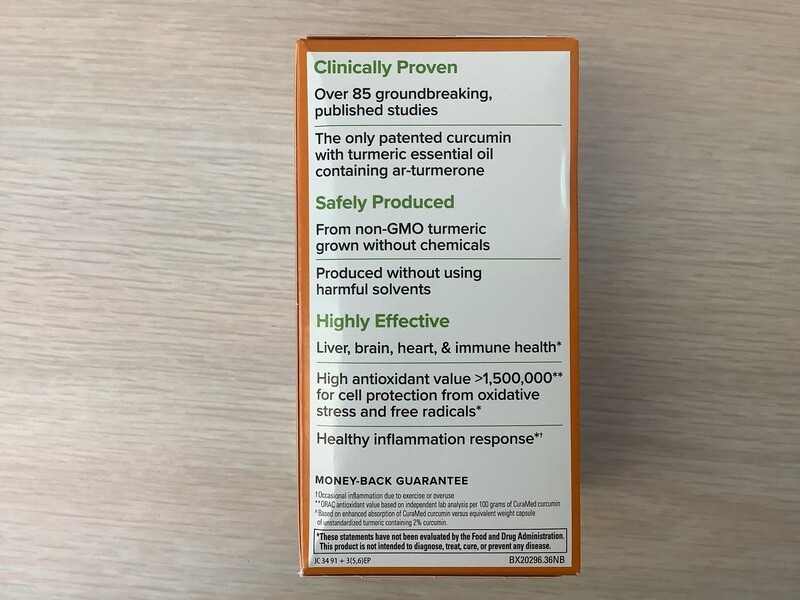 Clinically Proven
Over 85 groundbreaking,
published studies
The only patented curcumin
with turmeric essential oil
containing ar-turmerone
Safely Produced
From non-GMO turmeric
grown without chemicals
Produced without using
harmful solvents
Highly Effective
Liver, brain, heart, & immune health*
High antioxidant value >1,500,000**
for cell protection from oxidative
stress and free radicals*
Healthy inflammation response*†
MONEY-BACK GUARANTEE
†Occasional inflammation due to exercise or overuse
**ORAC antioxidant value based on independent lab analysis per 100 grams of CuraMed curcumin
^Based on enhanced absorption of CuraMed curcumin versus equivalent weight capsule
of unstandardized turmeric containing 2% curcumin.
*These statements have not been evaluated by the Food and Drug Administration.
This product is not intended to diagnose, treat, cure, or prevent any disease.
JC 34 91 + 3(5,6)EP BX20296.36NB